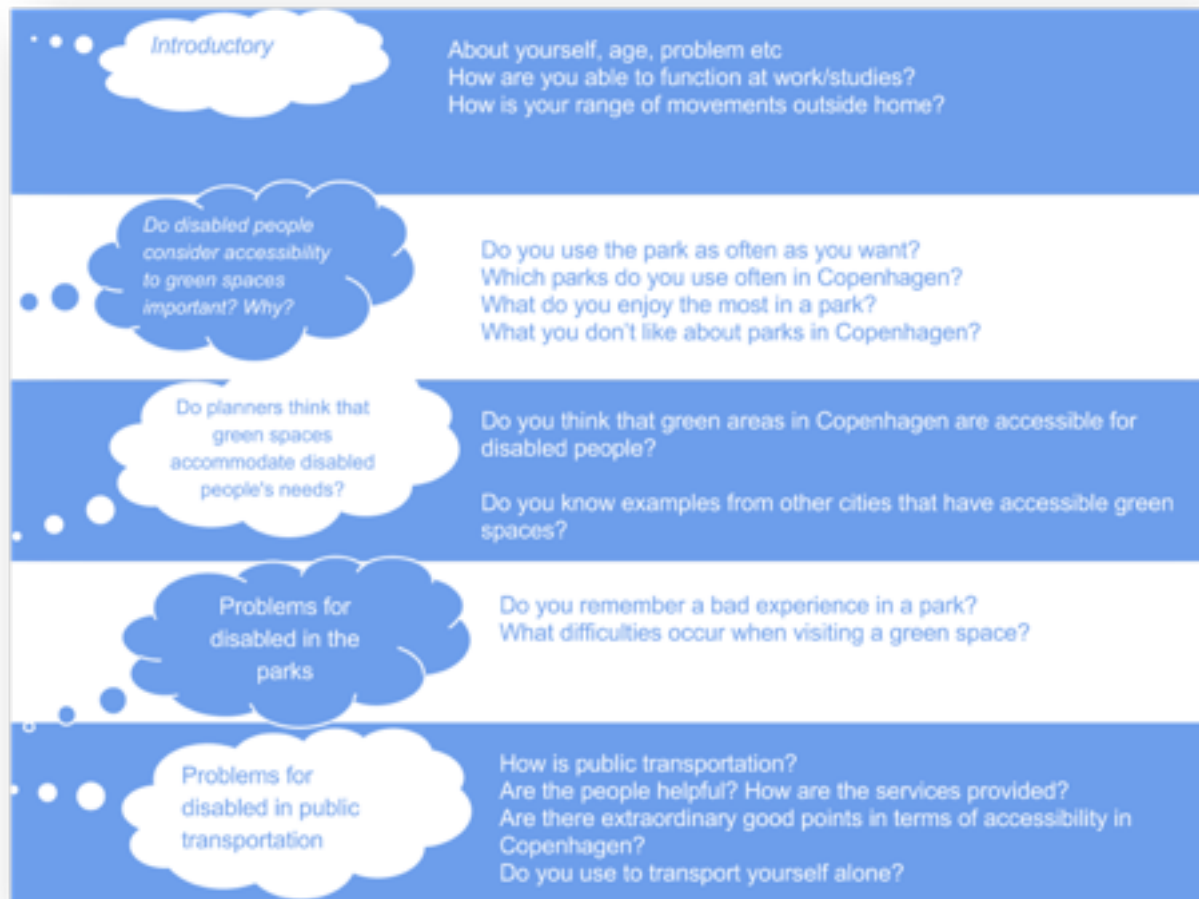 Introductory
About yourself, age, problem etc
How are you able to function at work/studies?
How is your range of movements outside home?
Do disabled people
consider accessibility
to green spaces
important? Why?
Do you use the park as often as you want?
Which parks do you use often in Copenhagen?
What do you enjoy the most in a park?
What you don't like about parks in Copenhagen?
Do planners think that
green spaces
accommodate disabled
people's needs?
Do you think that green areas in Copenhagen are accessible for
disabled people?
Do you know examples from other cities that have accessible green
spaces?
Problems for
disabled in the
parks
Do you remember a bad experience in a park?
What difficulties occur when visiting a green space?
Problems for
disabled in public
transportation
How is public transportation?
Are the people helpful? How are the services provided?
Are there extraordinary good points in terms of accessibility in
Copenhagen?
Do you use to transport yourself alone?